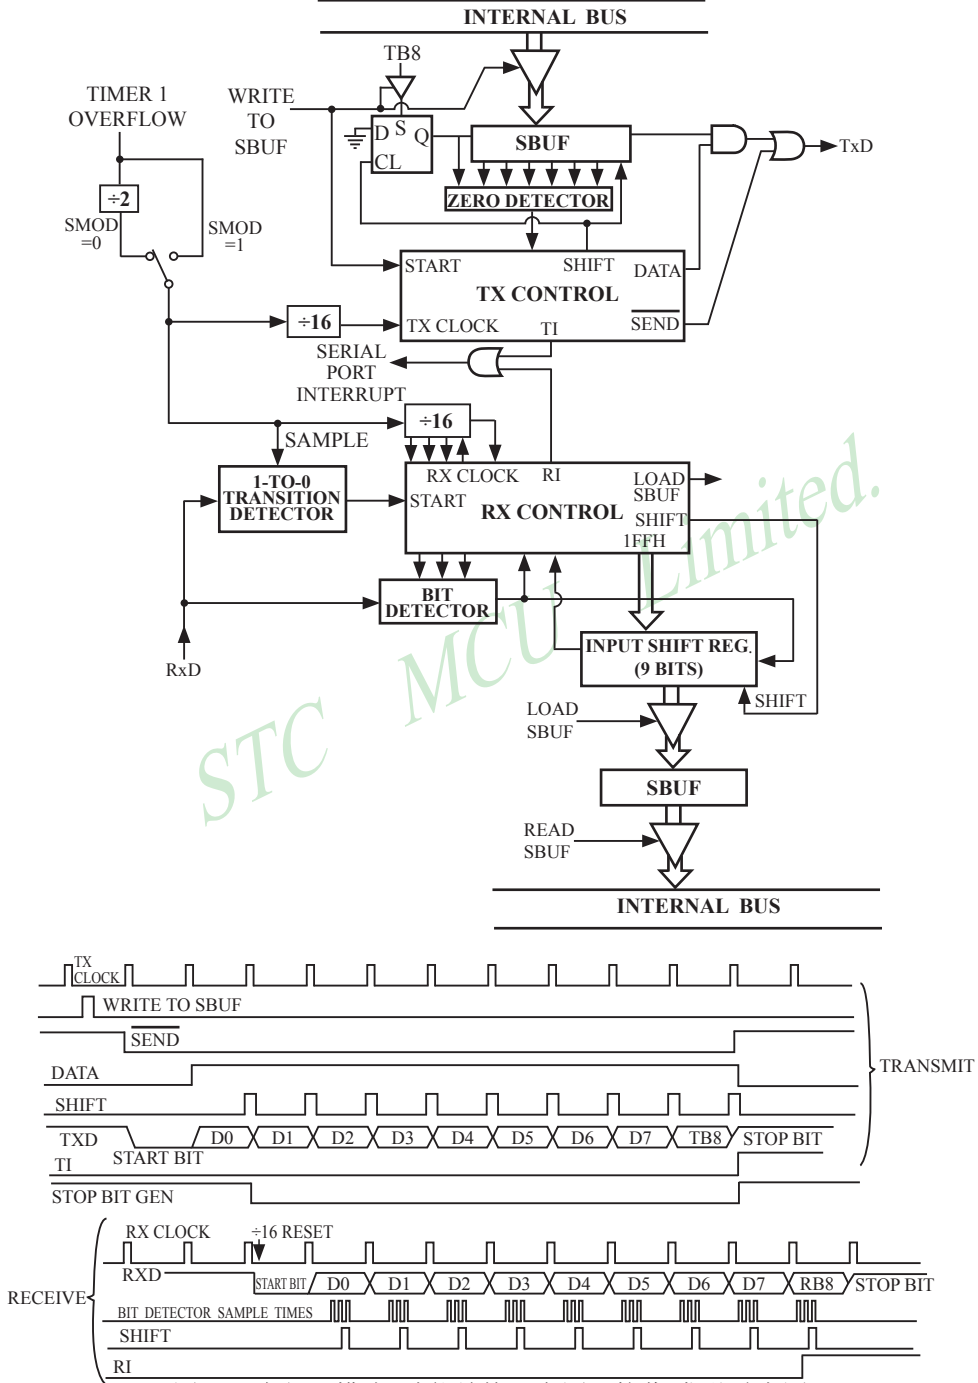 INTERNAL BUS
TB8
TIMER 1
OVERFLOW
WRITE
TO
SBUF
D S Q
CL
SBUF
TxD
÷2
ZERO DETECTOR
SMOD
=0
SMOD
=1
START
SHIFT
DATA
TX CONTROL
÷16
TX CLOCK
TI
SEND
SERIAL
PORT
INTERRUPT
÷16
SAMPLE
1-TO-0
TRANSITION
DETECTOR
RX CLOCK
RI
LOAD
SBUF
START
RX CONTROL
SHIFT
1FFH
BIT
DETECTOR
RxD
INPUT SHIFT REG.
(9 BITS)
SHIFT
LOAD
SBUF
SBUF
READ
SBUF
INTERNAL BUS
STC MCU Limited.
TX
CLOCK
WRITE TO SBUF
SEND
DATA
TRANSMIT
SHIFT
TXD D0 D1 D2 D3 D4 D5 D6 D7 TB8 STOP BIT
START BIT
TI
STOP BIT GEN
RX CLOCK ÷16 RESET
RXD START BIT D0 D1 D2 D3 D4 D5 D6 D7 RB8 STOP BIT
RECEIVE
BIT DETECTOR SAMPLE TIMES
SHIFT
RI